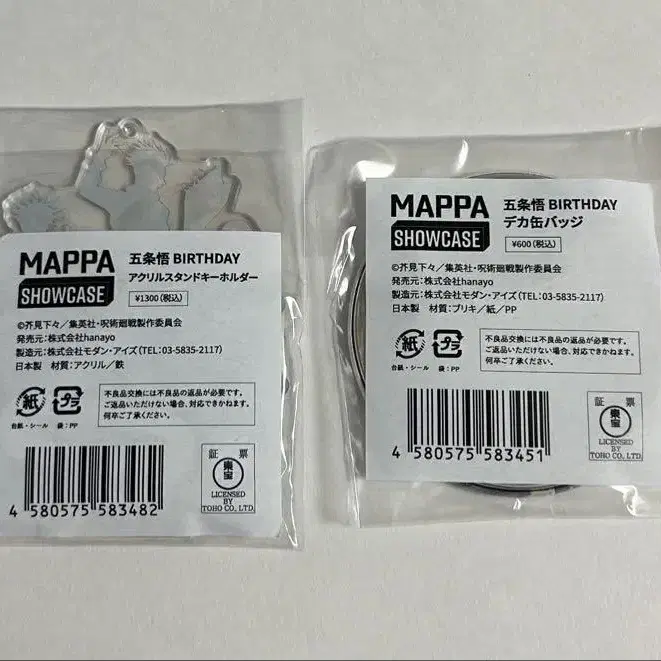 MAPPA
SHOWCASE
五条悟 BIRTHDAY
アクリルスタンドキーホルダー
¥1300(税込)
©芥見下々／集英社・呪術廻戦製作委員会
発売元：株式会社hanayo
製造元：株式会社モダン・アイズ(TEL：03-5835-2117)
日本製 材質：アクリル／鉄
紙
台紙・シール
プラ
袋：PP
不良品交換には不良品の返品が必要です。
ご返品いただけない場合、対応できかねます。
何卒ご了承ください。
4 580575 583482
証 票
東宝
LICENSED
BY
TOHO CO., LTD.
MAPPA
SHOWCASE
五条悟 BIRTHDAY
デカ缶バッジ
¥600(税込)
©芥見下々／集英社・呪術廻戦製作委員会
発売元：株式会社hanayo
製造元：株式会社モダン・アイズ(TEL：03-5835-2117)
日本製 材質：ブリキ／紙／PP
紙
台紙・シール
プラ
袋：PP
不良品交換には不良品の返品が必要です。
ご返品いただけない場合、対応できかねます。
何卒ご了承ください。
4 580575 583451
証 票
東宝
LICENSED
BY
TOHO CO., LTD.